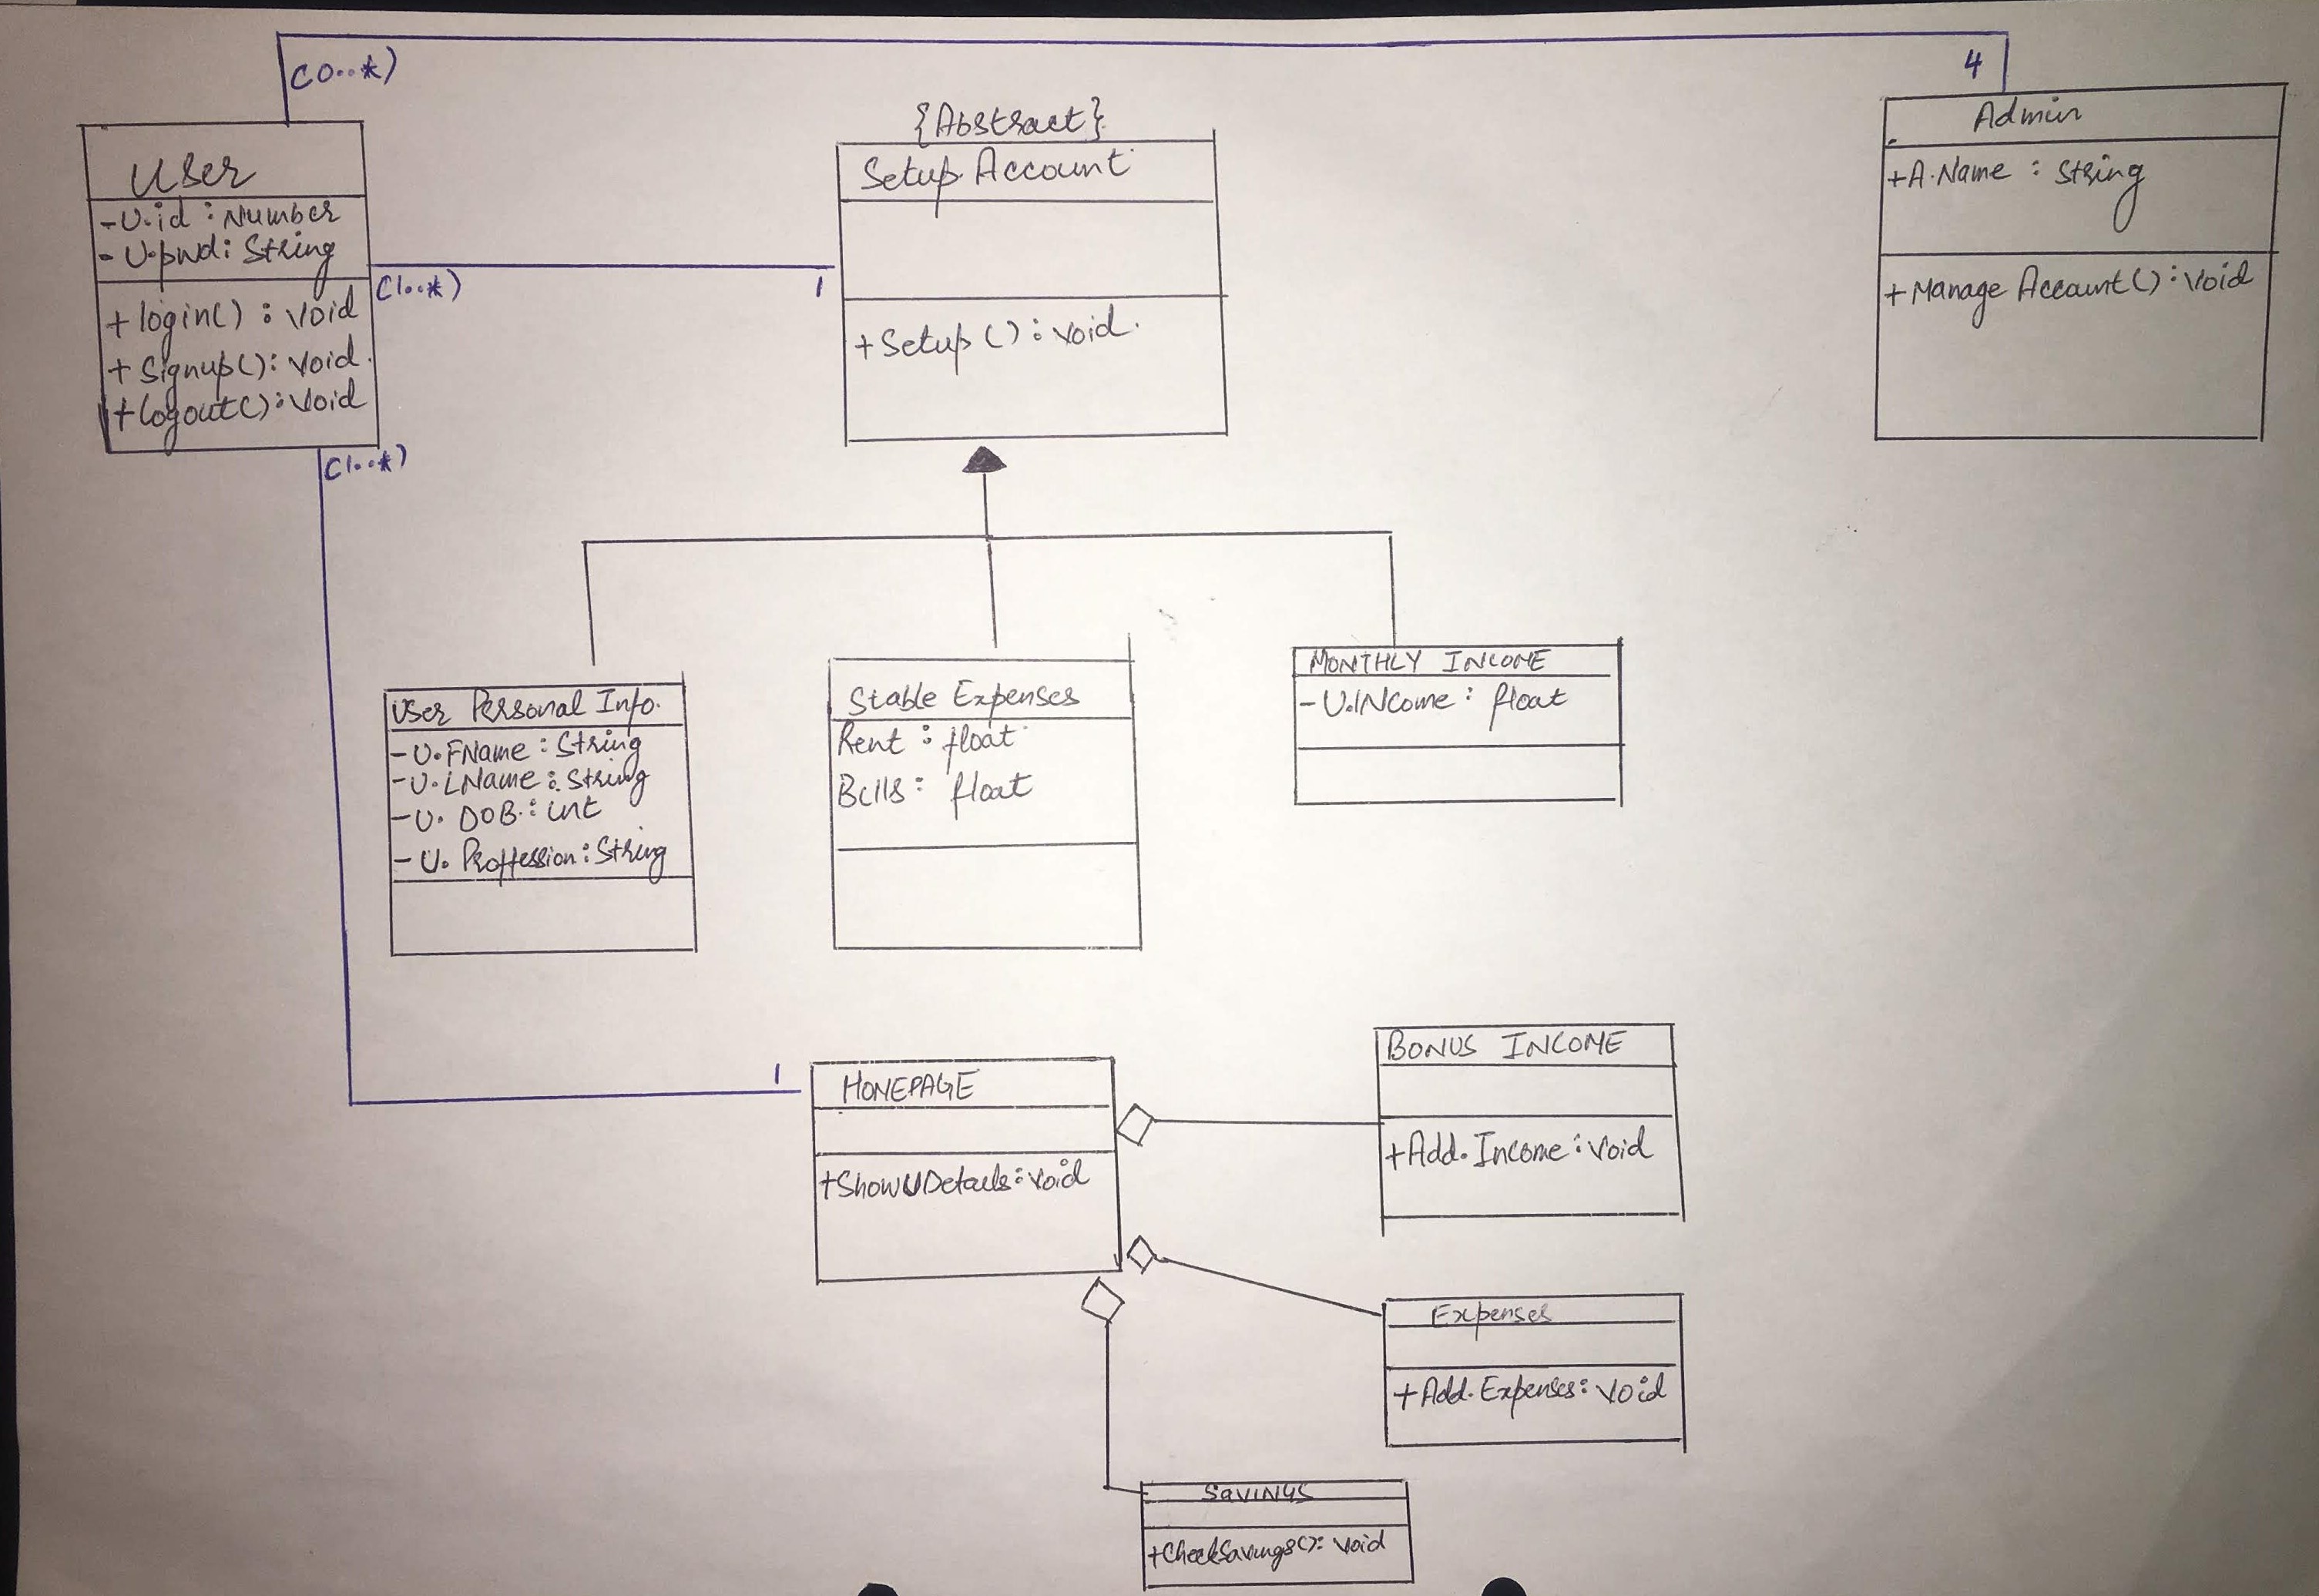 (0..*)
4
User
-U.id : Number
- U.pwd : String
+ login() : void
+ Signup() : void.
+ logout() : void
(1..*)
1
(1..*)
{Abstract}
Setup Account
+ Setup () : void.
Admin
+ A.Name : String
+ Manage Account() : void
User Personal Info.
- U.FName : String
- U.LName : String
- U. DOB : int
- U. Proffession : String
Stable Expenses
Rent : float
Bills : float
MONTHLY INCOME
- U.INCome : float
1
HOMEPAGE
+ShowUDetails : void
BONUS INCOME
+Add.Income : void
Expenses
+ Add.Expenses : void
SAVINGS
+CheckSavings() : void